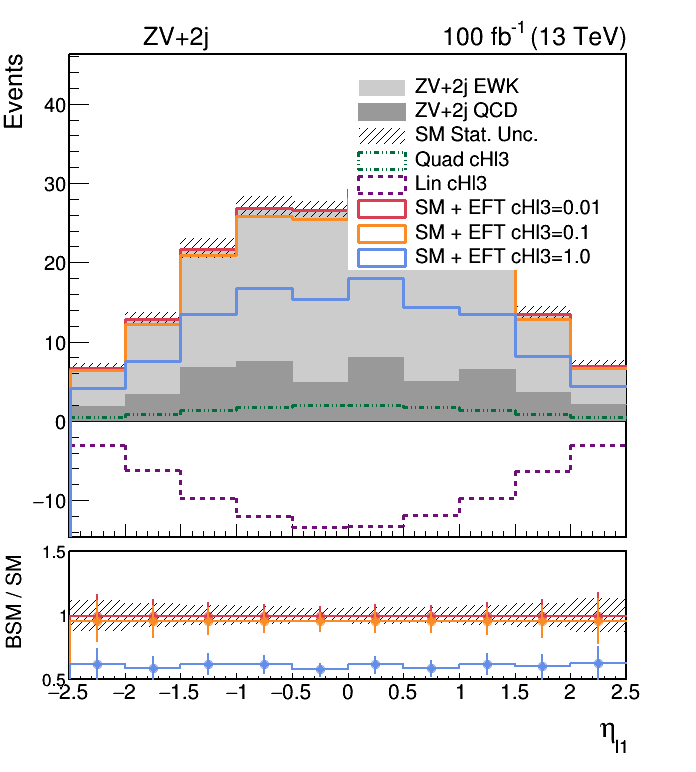 ZV+2j 100 fb-1 (13 TeV)
Events
40
30
20
10
0
−10
ZV+2j EWK
ZV+2j QCD
SM Stat. Unc.
Quad cHl3
Lin cHl3
SM + EFT cHl3=0.01
SM + EFT cHl3=0.1
SM + EFT cHl3=1.0
BSM / SM
1.5
1
0.5
−2.5 −2 −1.5 −1 −0.5 0 0.5 1 1.5 2 2.5
η l1